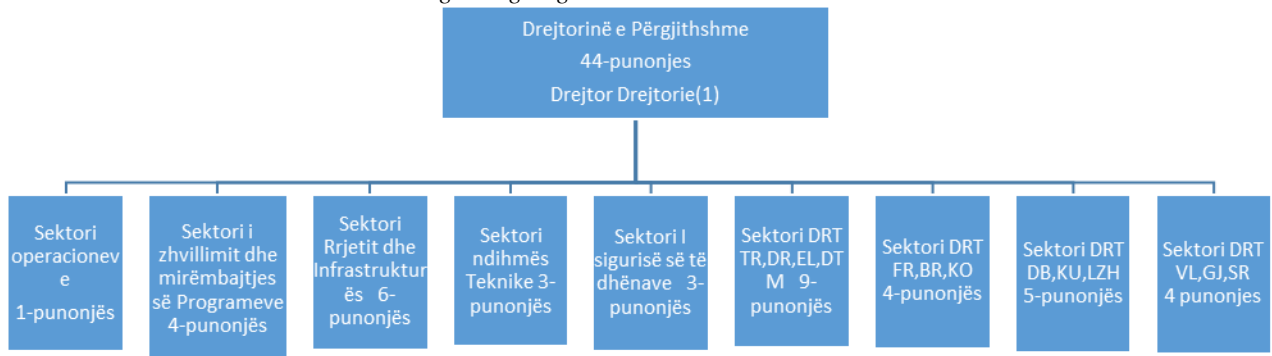 Drejtorinë e Përgjithshme
44-punonjes
Drejtor Drejtorie(1)
Sektori
operacionev
e
1-punonjës
Sektori i
zhvillimit dhe
mirëmbajtjes
së Programeve
4-punonjës
Sektori
Rrjetit dhe
Infrastruktur
ës 6-
punonjës
Sektori
ndihmës
Teknike 3-
punonjës
Sektori I
sigurisë së të
dhënave 3-
punonjës
Sektori DRT
TR,DR,EL,DT
M 9-
punonjës
Sektori DRT
FR,BR,KO
4-punonjës
Sektori DRT
DB,KU,LZH
5-punonjës
Sektori DRT
VL,GJ,SR
4 punonjes